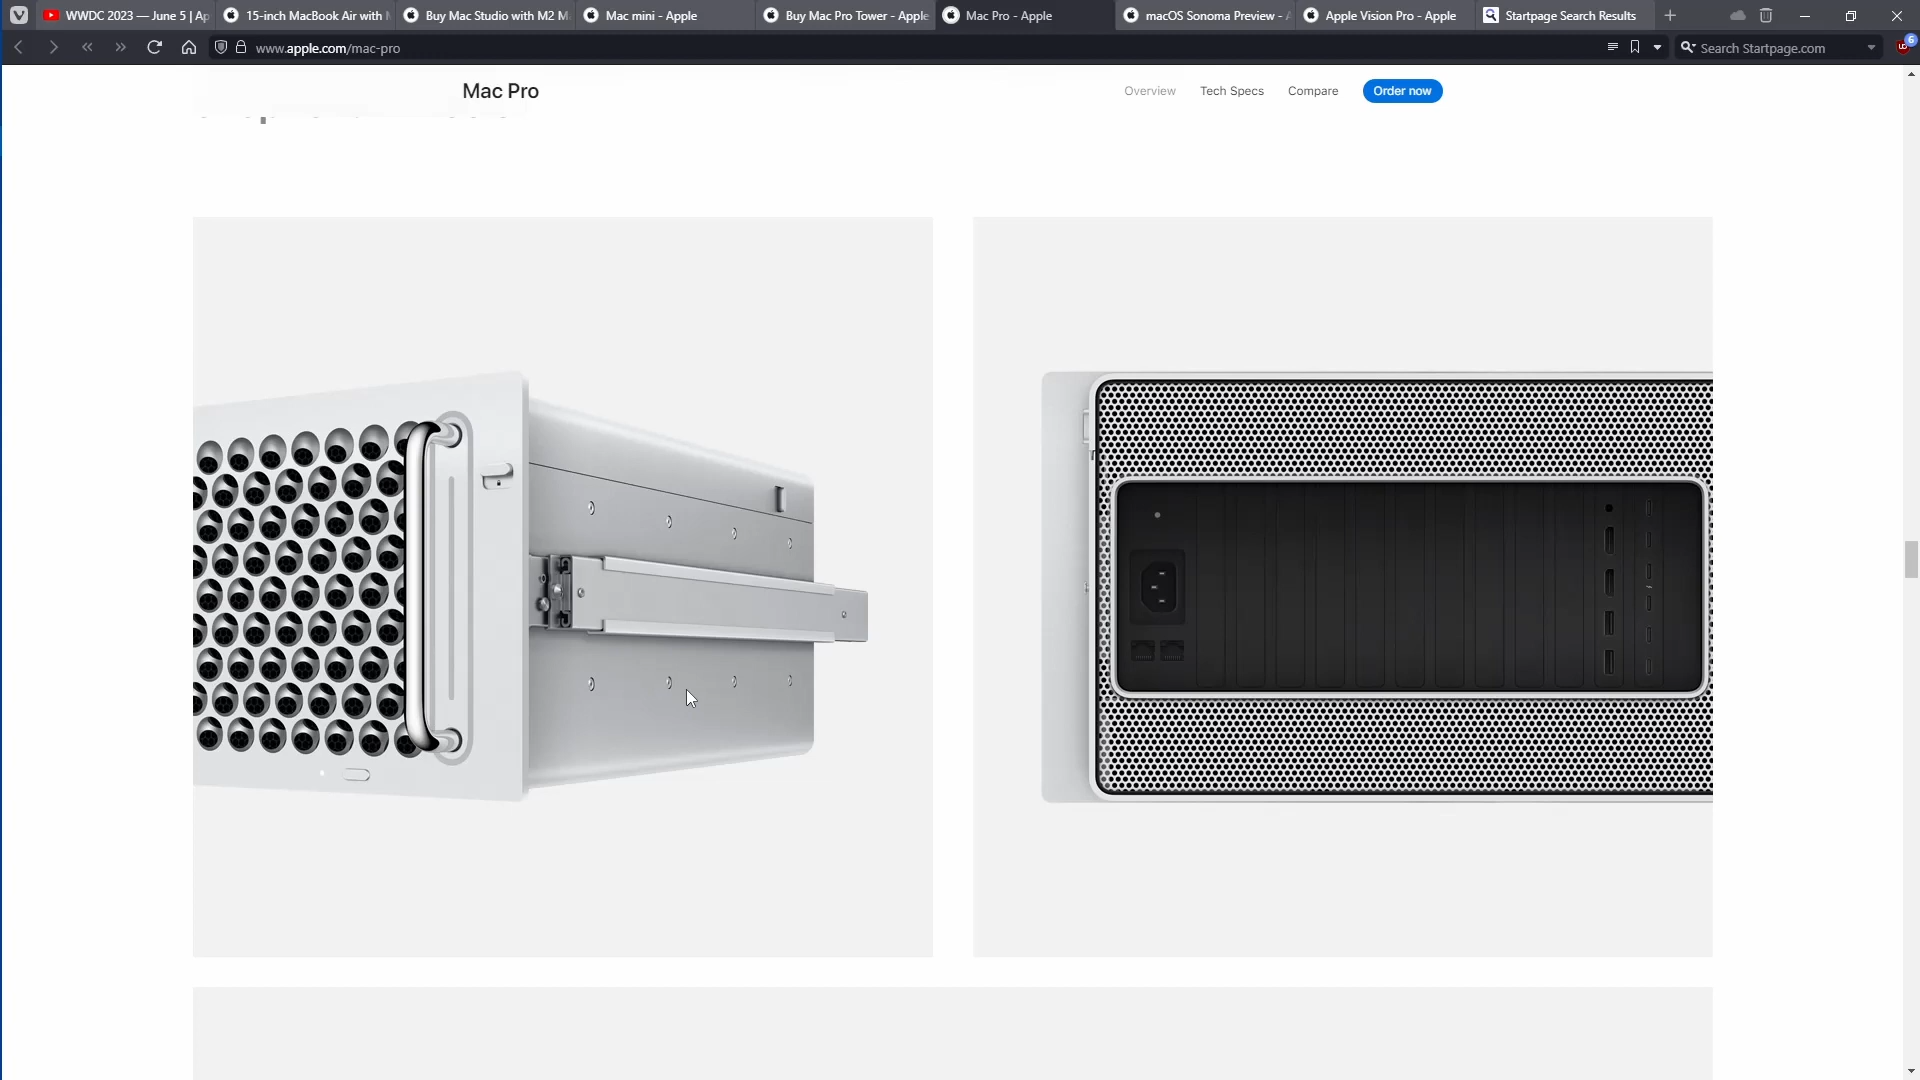 WWDC 2023 — June 5 | Ap
15-inch MacBook Air with
Buy Mac Studio with M2 M
Mac mini - Apple
Buy Mac Pro Tower - Apple
Mac Pro - Apple
macOS Sonoma Preview -
Apple Vision Pro - Apple
Startpage Search Results
www.apple.com/mac-pro
Search Startpage.com
6
Mac Pro
Overview
Tech Specs
Compare
Order now